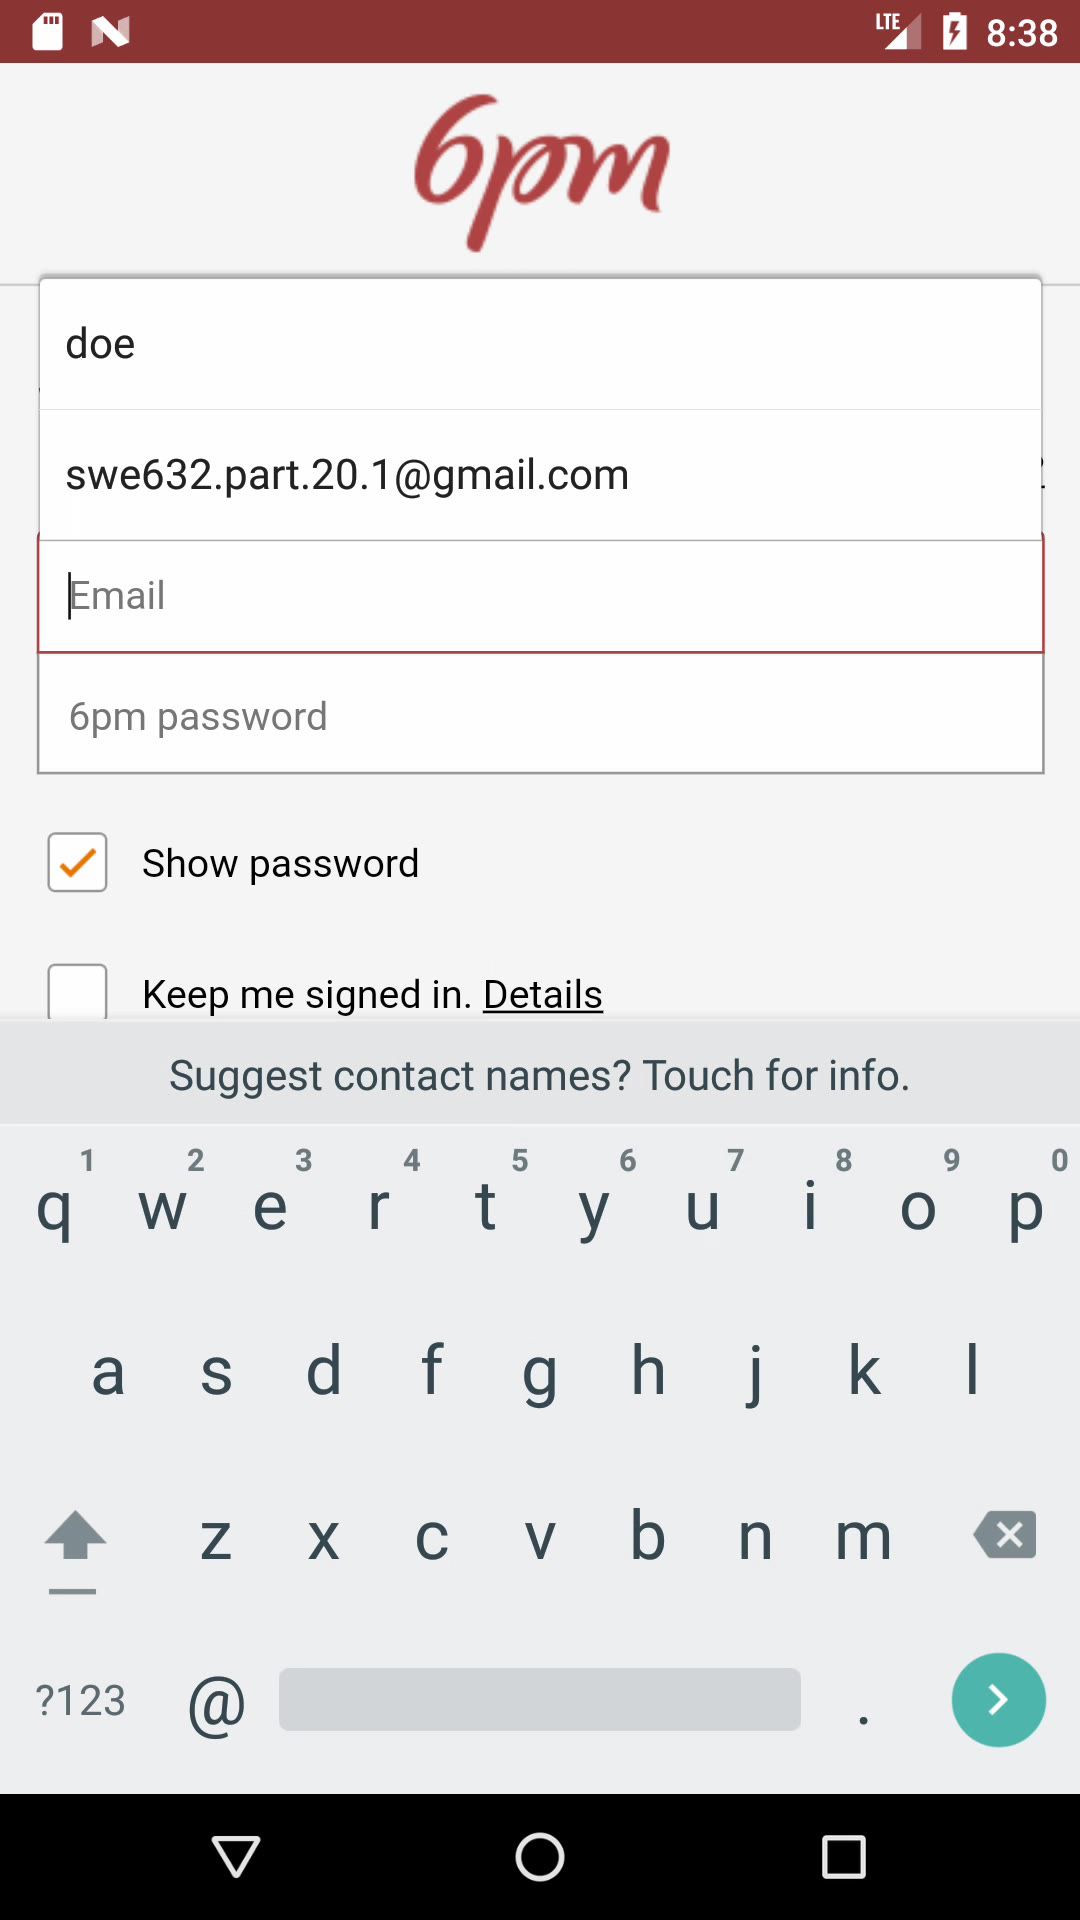 LTE 8:38
6pm
doe
swe632.part.20.1@gmail.com
Email
6pm password
Show password
Keep me signed in. Details
Suggest contact names? Touch for info.
1 2 3 4 5 6 7 8 9 0
q w e r t y u i o p
a s d f g h j k l
z x c v b n m
?123 @ .